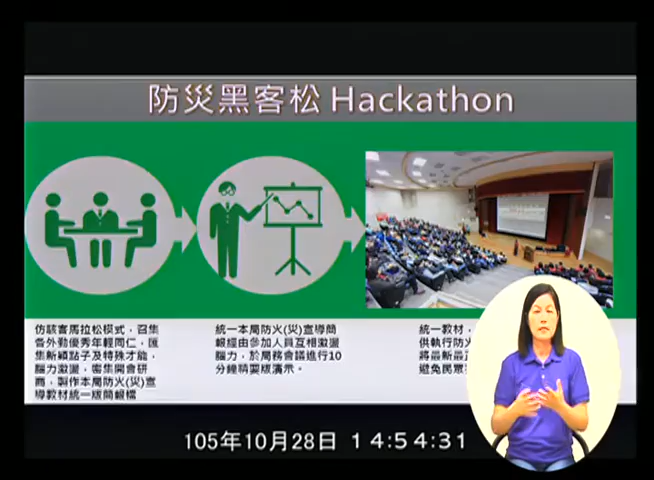 防災黑客松 Hackathon
仿駭客馬拉松模式，召集
各外勤優秀年輕同仁，匯
集新穎點子及特殊才能，
腦力激盪，密集開會研
商，製作本局防火(災)宣
導教材統一版簡報檔
統一本局防火(災)宣導簡
報經由參加人員互相激盪
腦力，於局務會議進行10
分鐘精要版演示。
統一教材，
供執行防火
將最新最正
避免民眾
105年10月28日 14:54:31